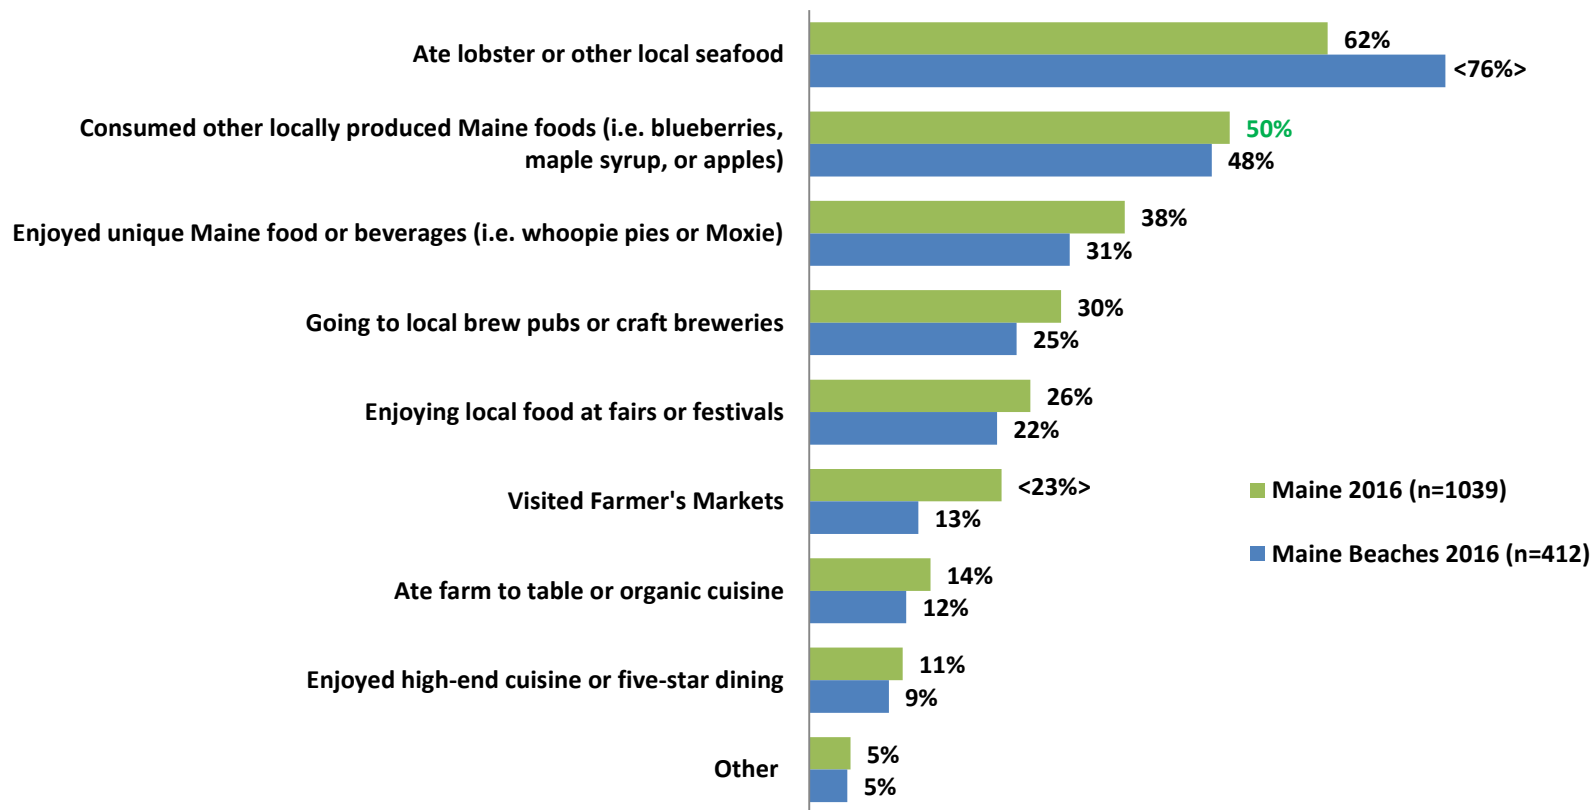 Ate lobster or other local seafood
62%
<76%>
Consumed other locally produced Maine foods (i.e. blueberries,
maple syrup, or apples)
50%
48%
Enjoyed unique Maine food or beverages (i.e. whoopie pies or Moxie)
38%
31%
Going to local brew pubs or craft breweries
30%
25%
Enjoying local food at fairs or festivals
26%
22%
Visited Farmer's Markets
<23%>
13%
Maine 2016 (n=1039)
Maine Beaches 2016 (n=412)
Ate farm to table or organic cuisine
14%
12%
Enjoyed high-end cuisine or five-star dining
11%
9%
Other
5%
5%